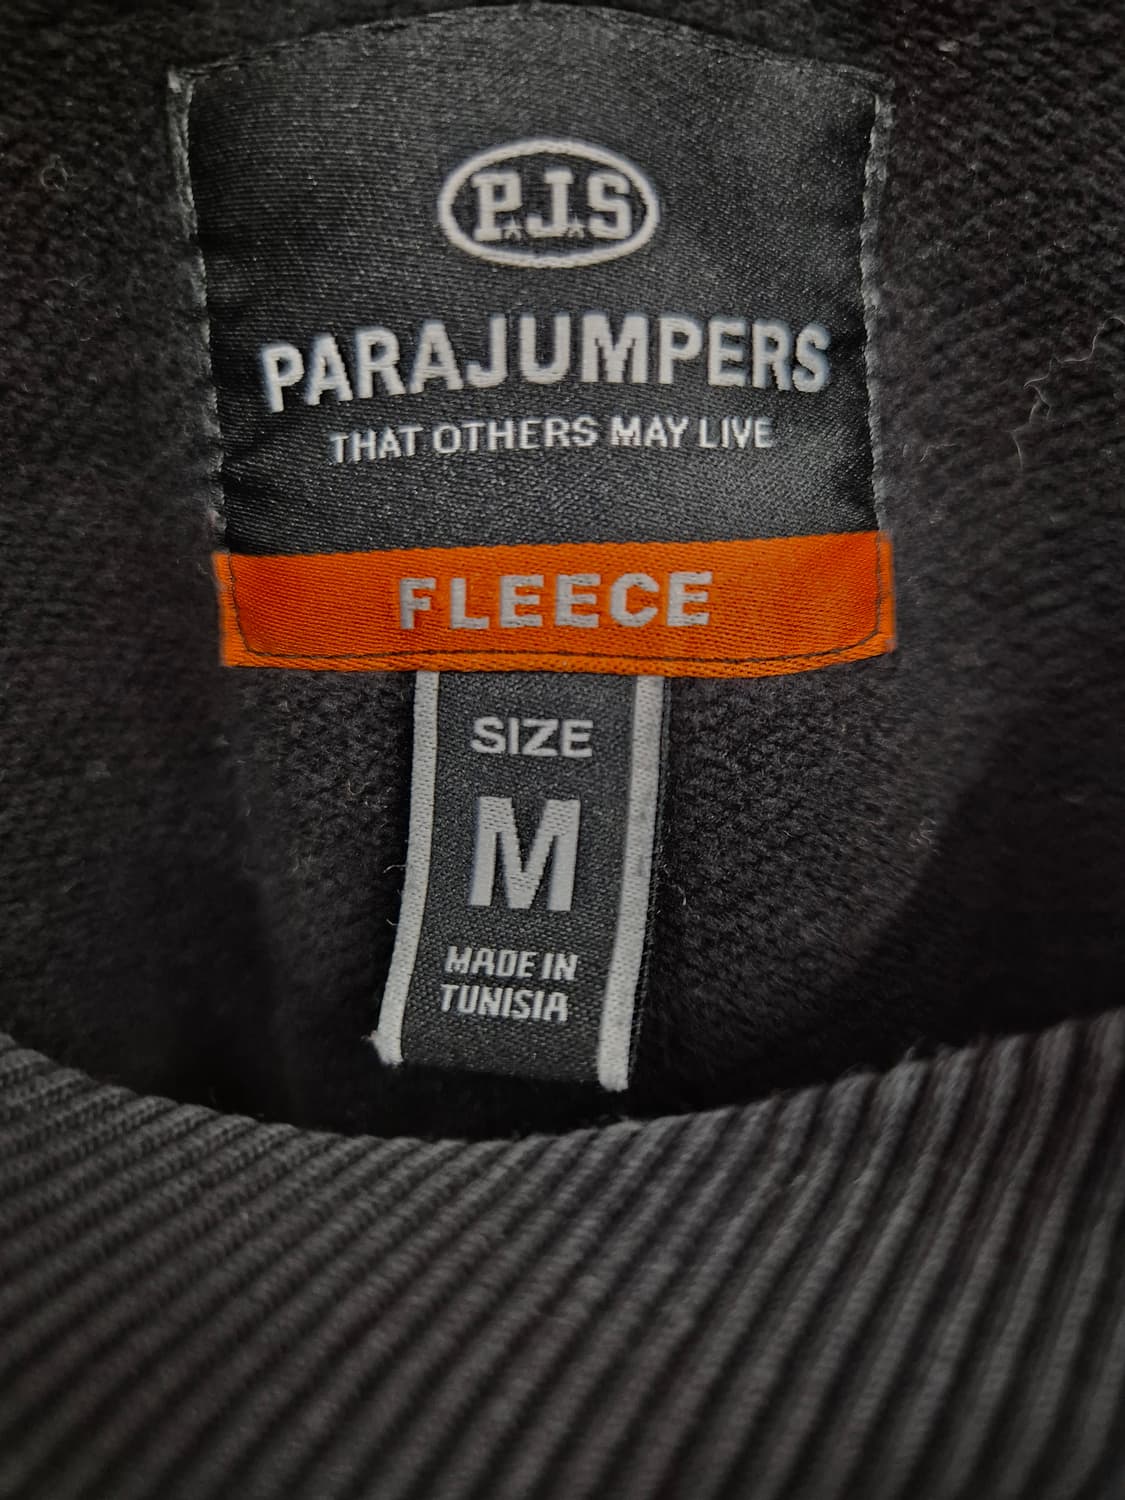 P.J.S
PARAJUMPERS
THAT OTHERS MAY LIVE
FLEECE
SIZE
M
MADE IN
TUNISIA